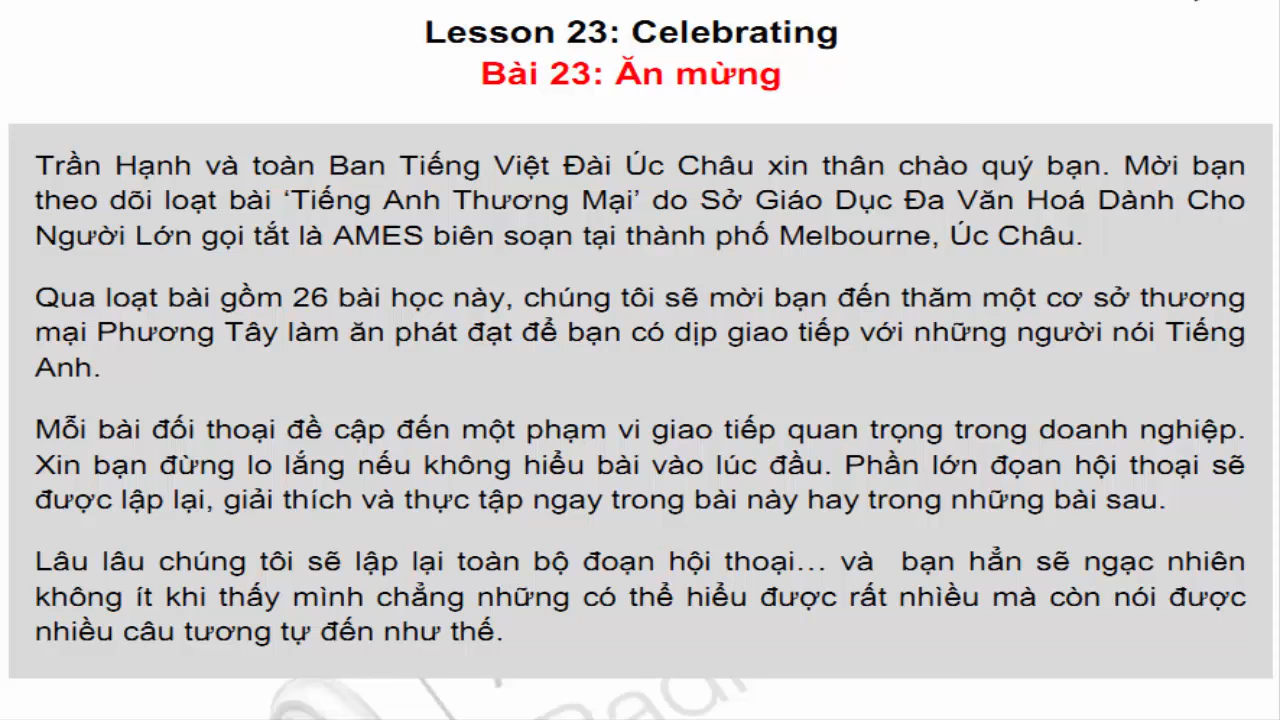 Lesson 23: Celebrating
Bài 23: Ăn mừng
Trần Hạnh và toàn Ban Tiếng Việt Đài Úc Châu xin thân chào quý bạn. Mời bạn
theo dõi loạt bài ‘Tiếng Anh Thương Mại’ do Sở Giáo Dục Đa Văn Hoá Dành Cho
Người Lớn gọi tắt là AMES biên soạn tại thành phố Melbourne, Úc Châu.
Qua loạt bài gồm 26 bài học này, chúng tôi sẽ mời bạn đến thăm một cơ sở thương
mại Phương Tây làm ăn phát đạt để bạn có dịp giao tiếp với những người nói Tiếng
Anh.
Mỗi bài đối thoại đề cập đến một phạm vi giao tiếp quan trọng trong doanh nghiệp.
Xin bạn đừng lo lắng nếu không hiểu bài vào lúc đầu. Phần lớn đọan hội thoại sẽ
được lập lại, giải thích và thực tập ngay trong bài này hay trong những bài sau.
Lâu lâu chúng tôi sẽ lập lại toàn bộ đoạn hội thoại... và bạn hẳn sẽ ngạc nhiên
không ít khi thấy mình chẳng những có thể hiểu được rất nhiều mà còn nói được
nhiều câu tương tự đến như thế.